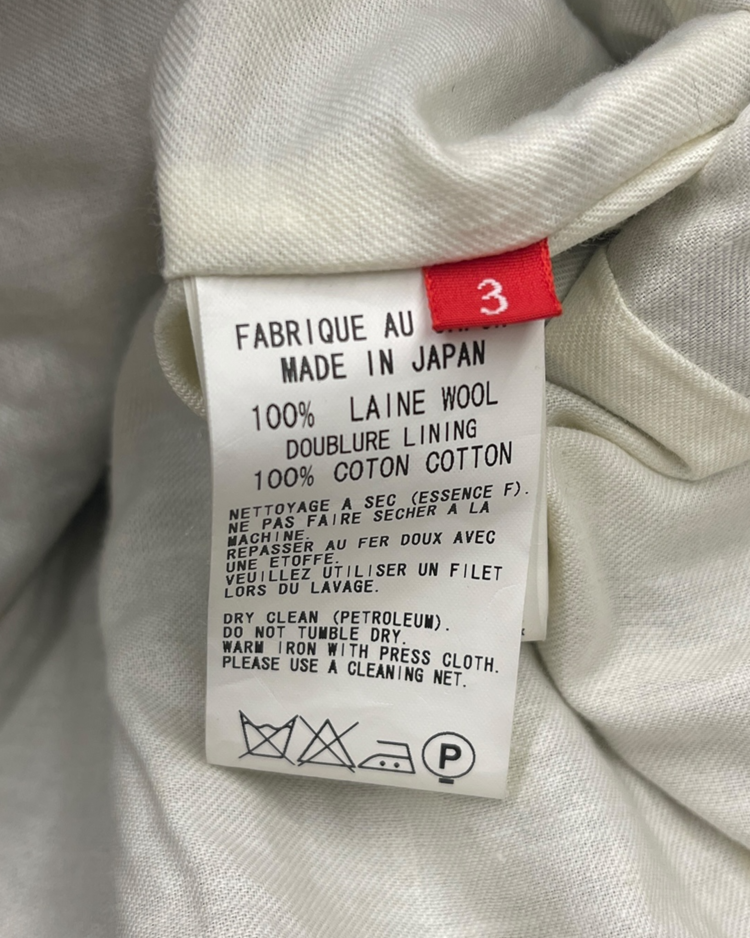 3
FABRIQUE AU
MADE IN JAPAN
100% LAINE WOOL
DOUBLURE LINING
100% COTON COTTON
NETTOYAGE A SEC (ESSENCE F).
NE PAS FAIRE SECHER A LA
MACHINE.
REPASSER AU FER DOUX AVEC
UNE ETOFFE.
VEUILLEZ UTILISER UN FILET
LORS DU LAVAGE.
DRY CLEAN (PETROLEUM).
DO NOT TUMBLE DRY.
WARM IRON WITH PRESS CLOTH.
PLEASE USE A CLEANING NET.
P